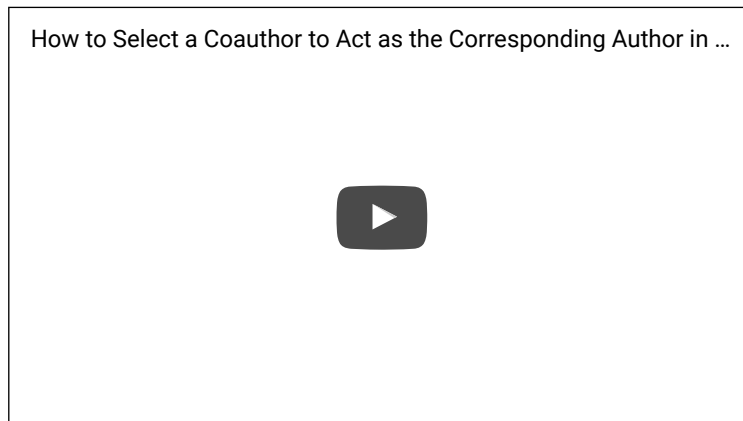 How to Select a Coauthor to Act as the Corresponding Author in ...